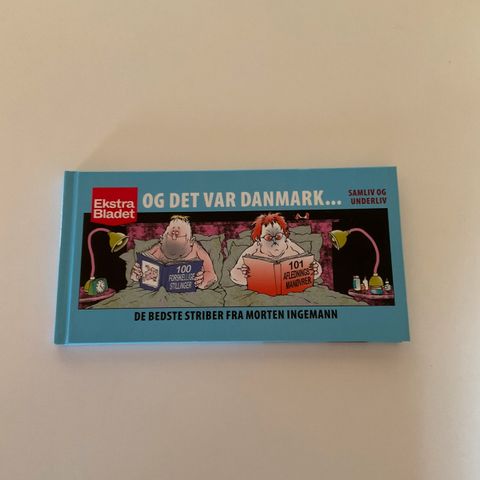 Ekstra
Bladet
OG DET VAR DANMARK...
SAMLIV OG
UNDERLIV
100
FORSKELLIGE
STILLINGER
101
AFLEDNINGS
MANØVRER
DE BEDSTE STRIBER FRA MORTEN INGEMANN